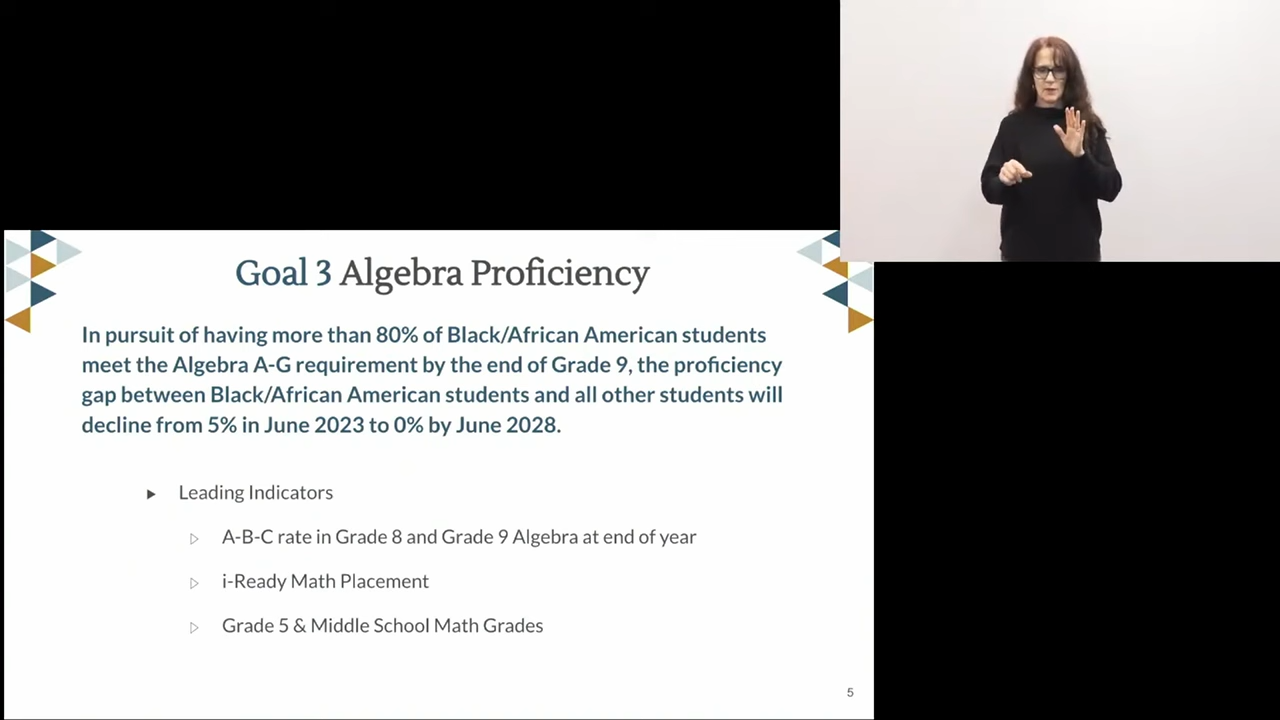 Goal 3 Algebra Proficiency
In pursuit of having more than 80% of Black/African American students
meet the Algebra A-G requirement by the end of Grade 9, the proficiency
gap between Black/African American students and all other students will
decline from 5% in June 2023 to 0% by June 2028.
Leading Indicators
A-B-C rate in Grade 8 and Grade 9 Algebra at end of year
i-Ready Math Placement
Grade 5 & Middle School Math Grades
5